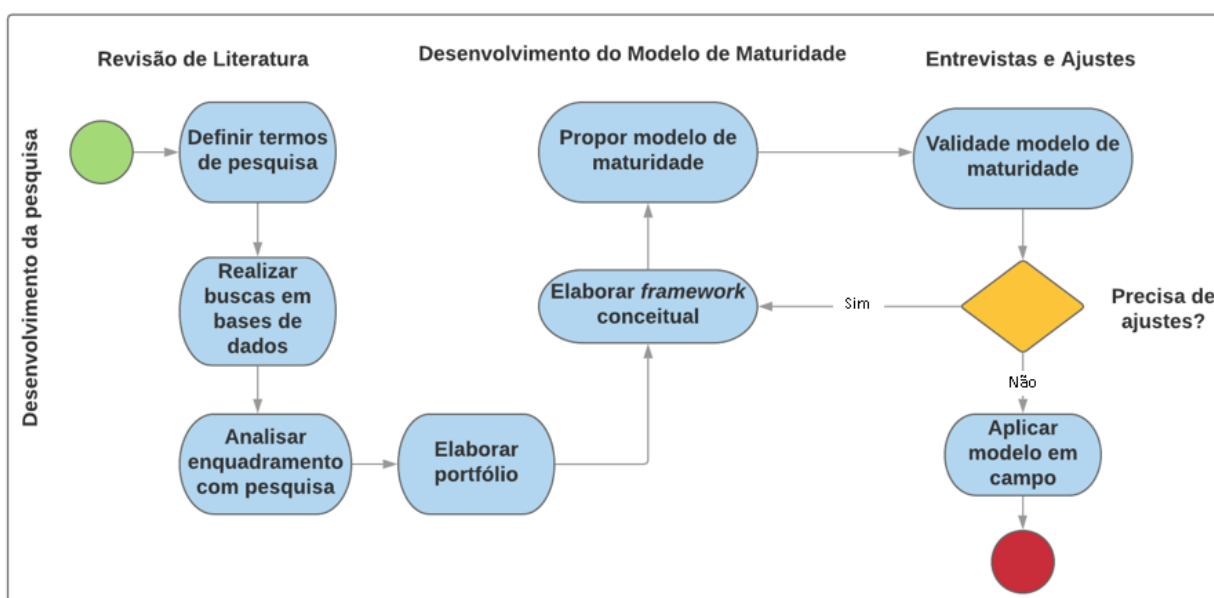 Revisão de Literatura
Desenvolvimento do Modelo de Maturidade
Entrevistas e Ajustes
Desenvolvimento da pesquisa
Definir termos
de pesquisa
Realizar
buscas em
bases de
dados
Analisar
enquadramento
com pesquisa
Elaborar
portfólio
Elaborar framework
conceitual
Propor modelo de
maturidade
Validade modelo de
maturidade
Precisa de
ajustes?
Sim
Não
Aplicar
modelo em
campo